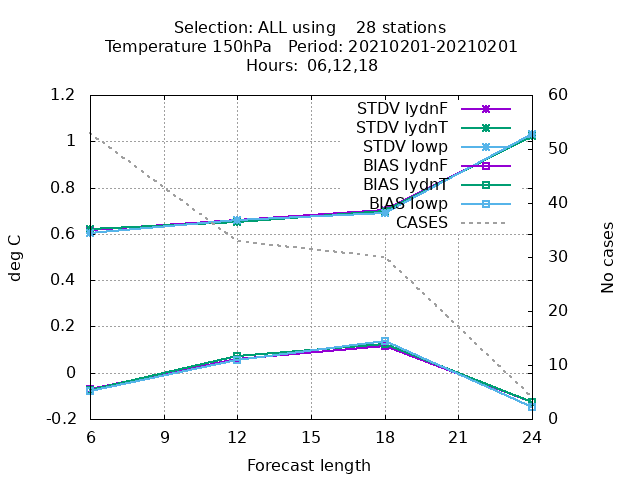 Selection: ALL using 28 stations
Temperature 150hPa Period: 20210201-20210201
Hours: 06,12,18
STDV lydnF
STDV lydnT
STDV lowp
BIAS lydnF
BIAS lydnT
BIAS lowp
CASES
deg C
1.2
1
0.8
0.6
0.4
0.2
0
-0.2
60
50
40
30
20
10
0
No cases
6 9 12 15 18 21 24
Forecast length